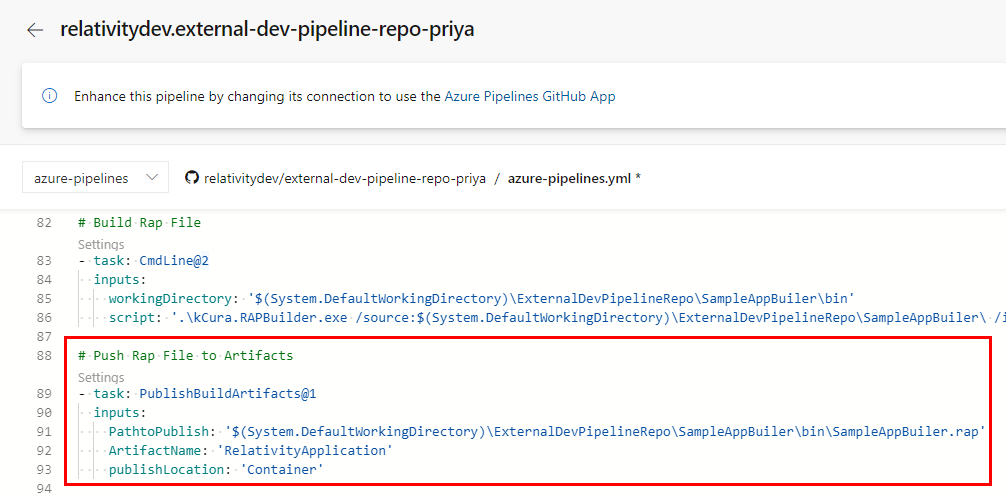 relativitydev.external-dev-pipeline-repo-priya
Enhance this pipeline by changing its connection to use the Azure Pipelines GitHub App
azure-pipelines relativitydev/external-dev-pipeline-repo-priya / azure-pipelines.yml *
82 # Build Rap File
Settings
83 - task: CmdLine@2
84 inputs:
85 workingDirectory: '$(System.DefaultWorkingDirectory)\ExternalDevPipelineRepo\SampleAppBuiler\bin'
86 script: '.\kCura.RAPBuilder.exe /source:$(System.DefaultWorkingDirectory)\ExternalDevPipelineRepo\SampleAppBuiler\ /i
87
88 # Push Rap File to Artifacts
Settings
89 - task: PublishBuildArtifacts@1
90 inputs:
91 PathtoPublish: '$(System.DefaultWorkingDirectory)\ExternalDevPipelineRepo\SampleAppBuiler\bin\SampleAppBuiler.rap'
92 ArtifactName: 'RelativityApplication'
93 publishLocation: 'Container'
94